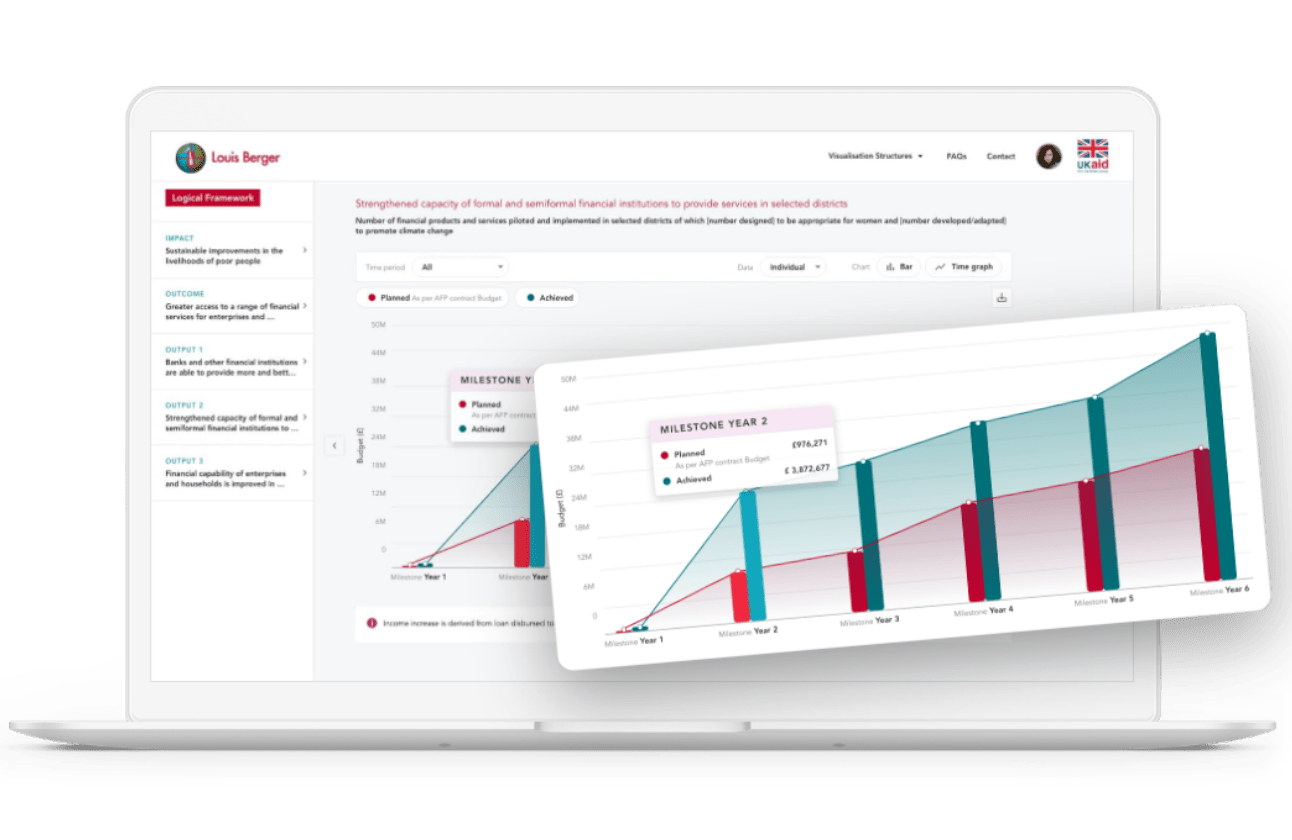 Louis Berger
Visualisation Structures
FAQs
Contact
UKaid
Logical Framework
IMPACT
Sustainable improvements in the
livelihoods of poor people
OUTCOME
Greater access to a range of financial
services for enterprises and ...
OUTPUT 1
Banks and other financial institutions
are able to provide more and bett...
OUTPUT 2
Strengthened capacity of formal and
semiformal financial institutions to ...
OUTPUT 3
Financial capability of enterprises
and households is improved in ...
Strengthened capacity of formal and semiformal financial institutions to provide services in selected districts
Number of financial products and services piloted and implemented in selected districts of which [number designed] to be appropriate for women and [number developed/adapted]
to promote climate change
Time period
All
Data
Individual
Chart
Bar
Time graph
Planned As per AFP contract Budget
Achieved
50M
44M
38M
32M
24M
18M
12M
6M
0
Budget (£)
MILESTONE Y
Planned
As per AFP contract
Achieved
Milestone Year 1
Milestone Year
Income increase is derived from loan disbursed to
50M
44M
38M
32M
24M
18M
12M
6M
0
Budget (£)
MILESTONE YEAR 2
Planned £976,271
As per AFP contract Budget
Achieved £ 3,872,677
Milestone Year 1
Milestone Year 2
Milestone Year 3
Milestone Year 4
Milestone Year 5
Milestone Year 6